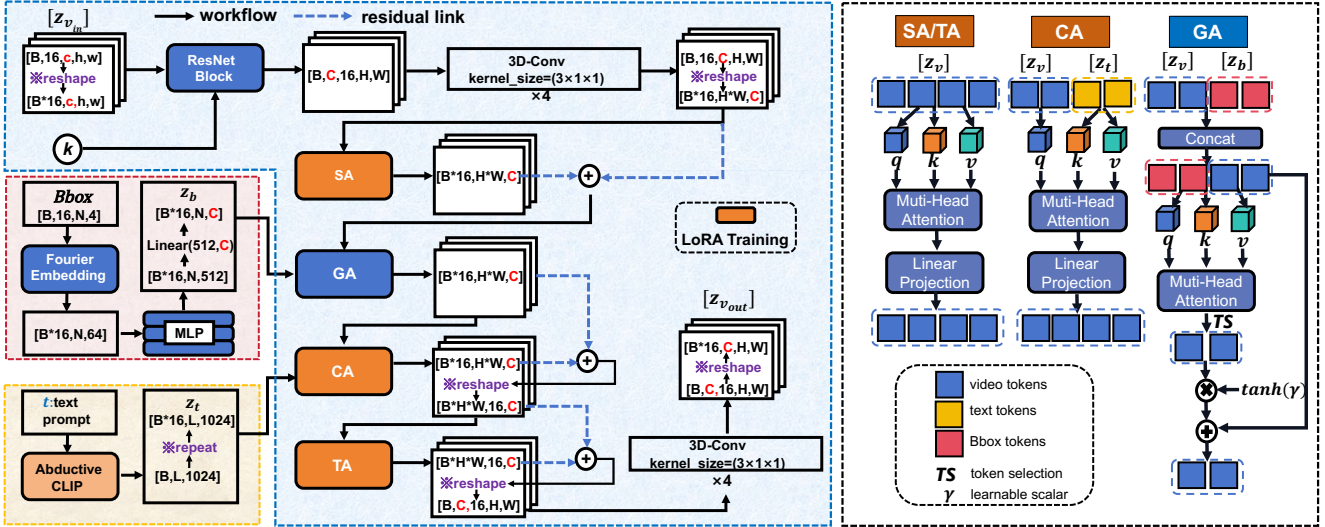 [z_{v_{in}}]
workflow
residual link
[B,16,c,h,w]
※reshape
[B*16,c,h,w]
ResNet
Block
k
[B,C,16,H,W]
3D-Conv
kernel_size=(3×1×1)
×4
[B,16,C,H,W]
※reshape
[B*16,H*W,C]
SA
[B*16,H*W,C]
+
Bbox
[B,16,N,4]
Fourier
Embedding
[B*16,N,64]
z_b
[B*16,N,C]
Linear(512,C)
[B*16,N,512]
MLP
GA
[B*16,H*W,C]
LoRA Training
CA
[B*16,H*W,C]
※reshape
[B*H*W,16,C]
+
t:text
prompt
Abductive
CLIP
z_t
[B*16,L,1024]
※repeat
[B,L,1024]
TA
[B*H*W,16,C]
※reshape
[B,C,16,H,W]
+
[z_{v_{out}}]
[B*16,C,H,W]
※reshape
[B,C,16,H,W]
3D-Conv
kernel_size=(3×1×1)
×4
SA/TA
[z_v]
q k v
Muti-Head
Attention
Linear
Projection
CA
[z_v] [z_t]
q k v
Muti-Head
Attention
Linear
Projection
GA
[z_v] [z_b]
Concat
q k v
Muti-Head
Attention
TS
× tanh(γ)
+
video tokens
text tokens
Bbox tokens
TS token selection
γ learnable scalar